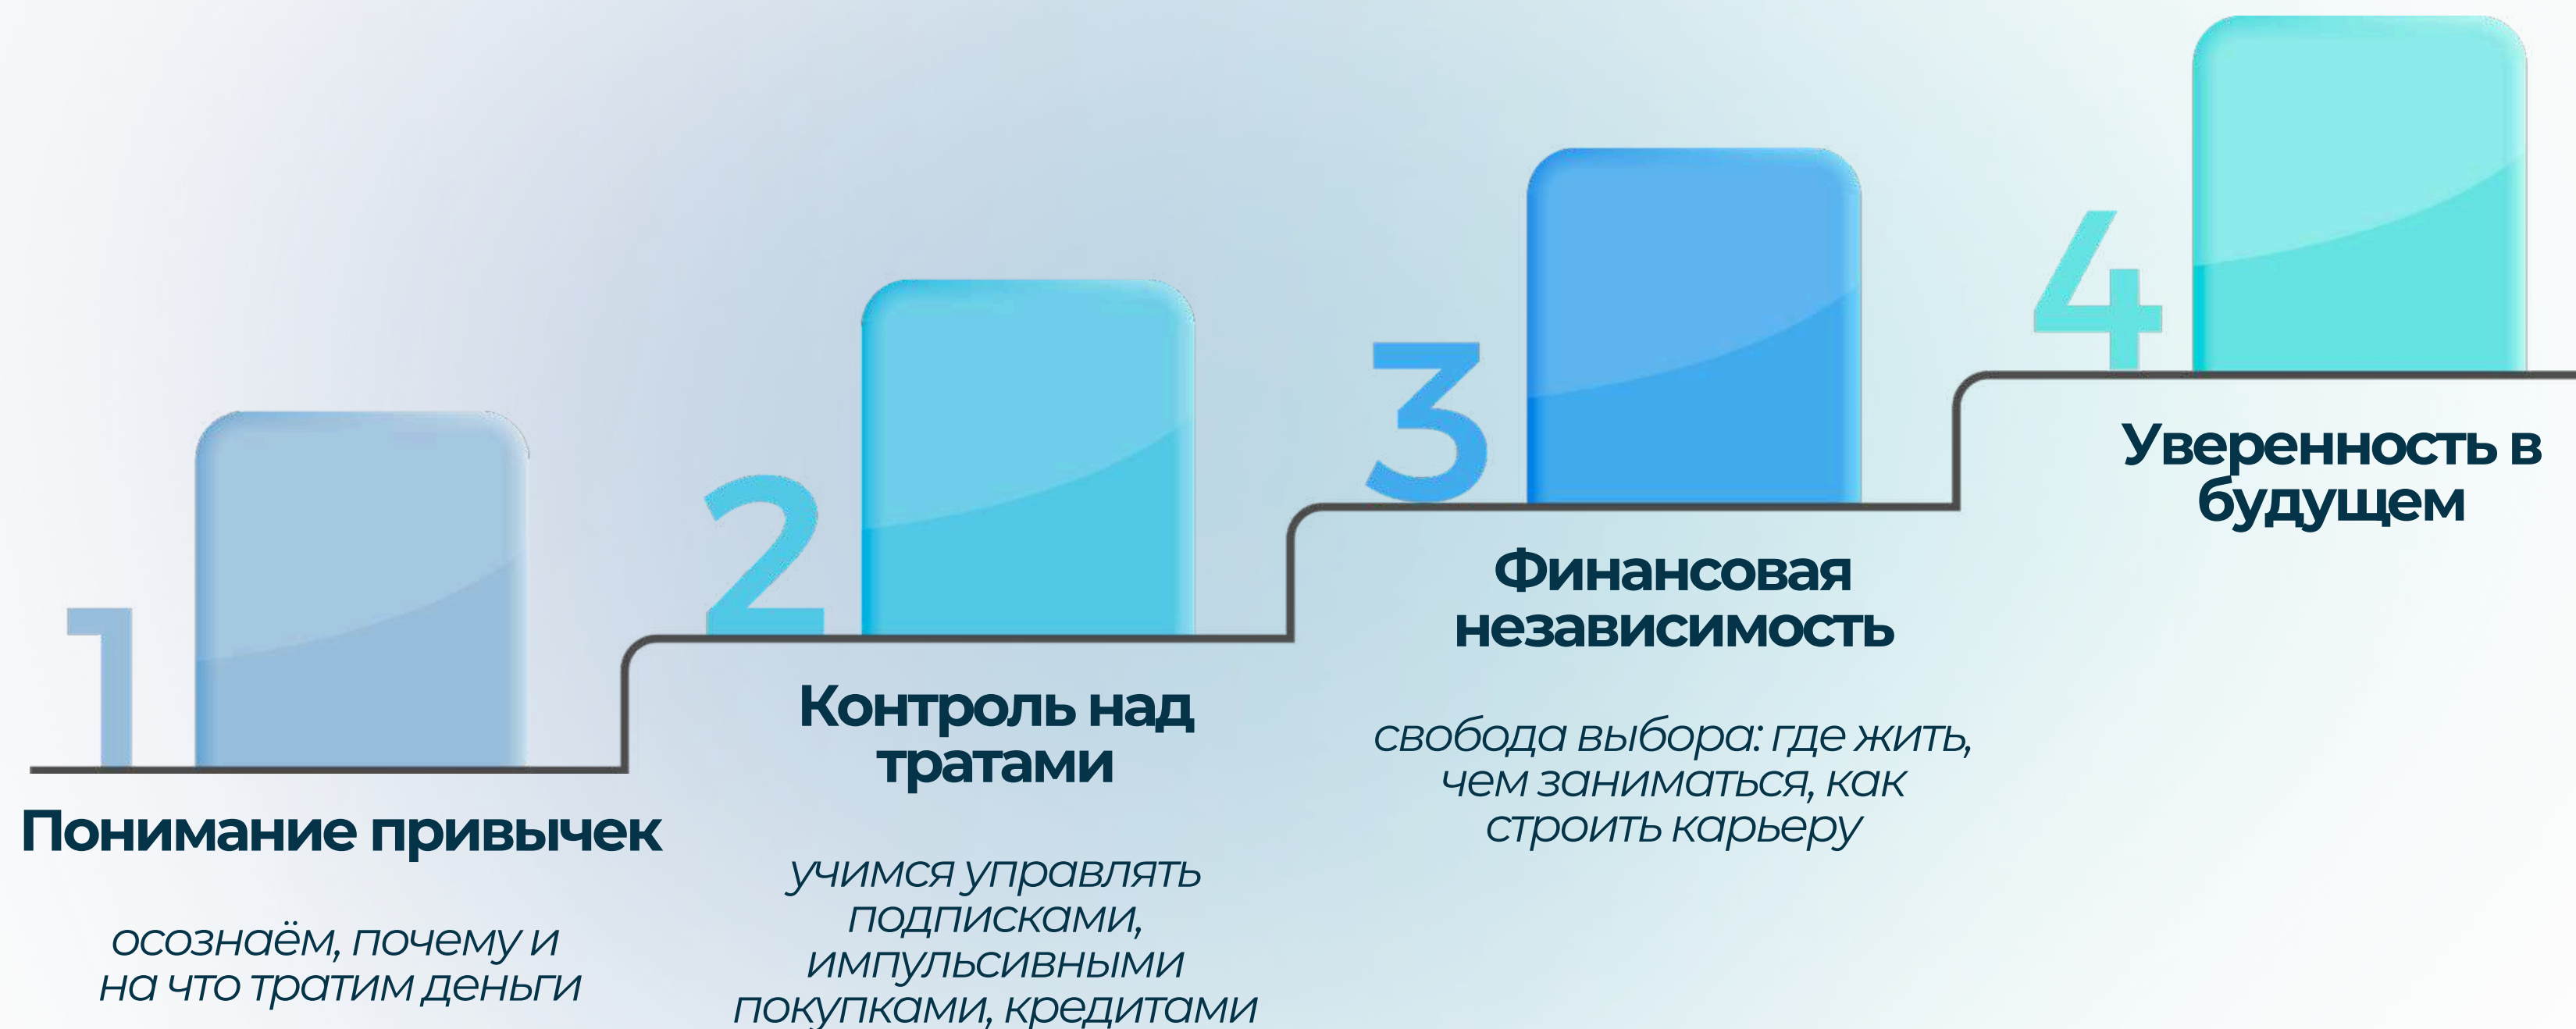 1
Понимание привычек
осознаём, почему и
на что тратим деньги
2
Контроль над
тратами
учимся управлять
подписками,
импульсивными
покупками, кредитами
3
Финансовая
независимость
свобода выбора: где жить,
чем заниматься, как
строить карьеру
4
Уверенность в
будущем